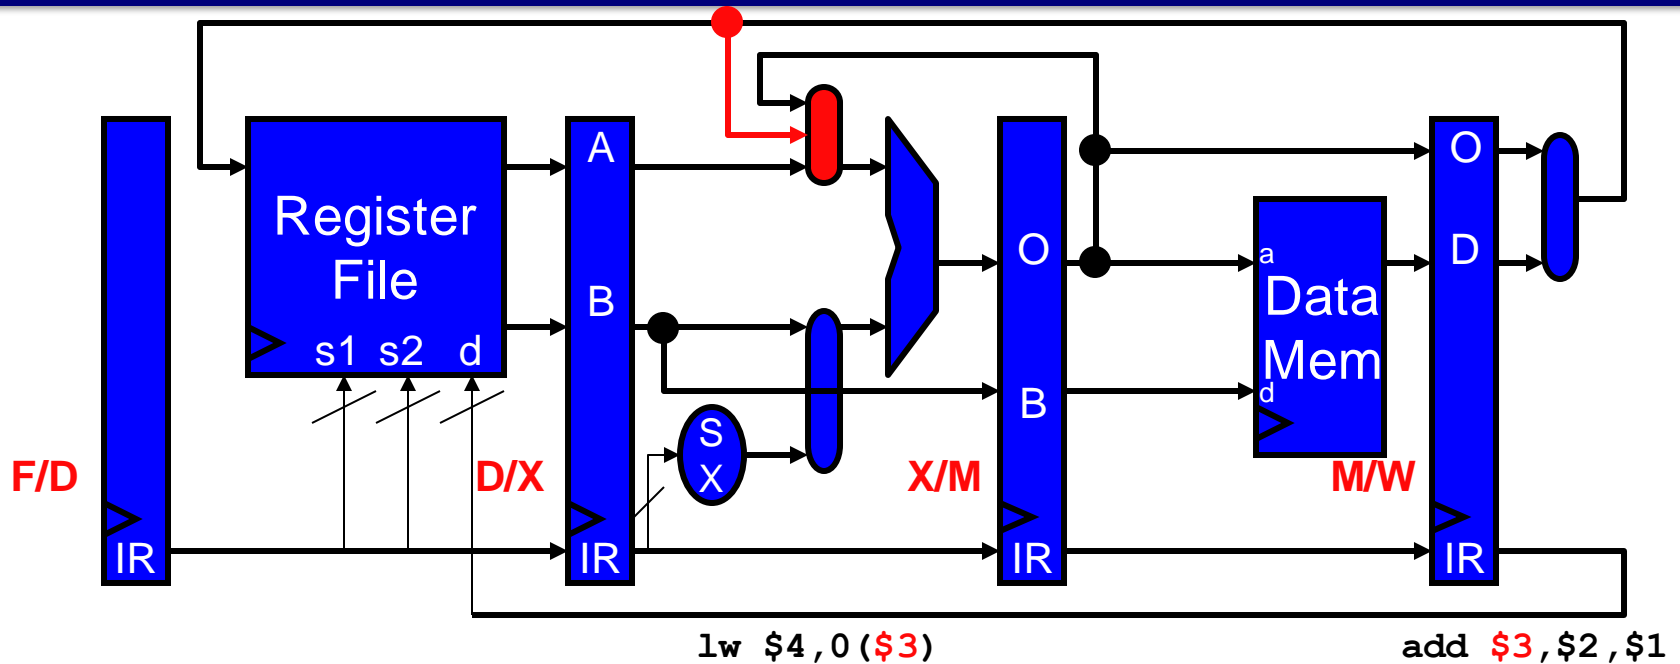 Register
File
s1 s2 d
A
B
IR
S
X
O
B
IR
a
Data
Mem
d
O
D
IR
F/D
IR
D/X
X/M
M/W
lw $4,0($3)
add $3,$2,$1